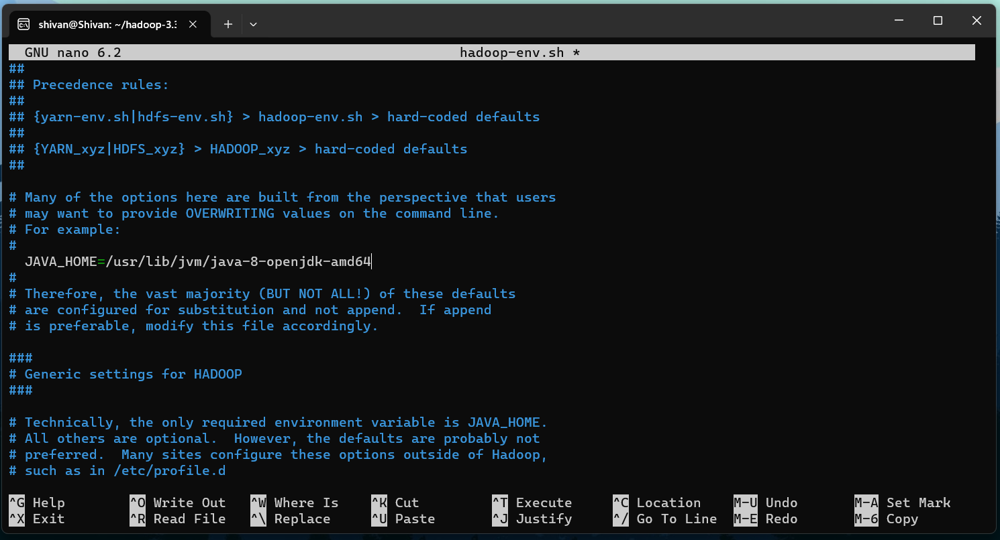 shivan@Shivan: ~/hadoop-3.3
GNU nano 6.2 hadoop-env.sh *
##
## Precedence rules:
##
## {yarn-env.sh|hdfs-env.sh} > hadoop-env.sh > hard-coded defaults
##
## {YARN_xyz|HDFS_xyz} > HADOOP_xyz > hard-coded defaults
##
# Many of the options here are built from the perspective that users
# may want to provide OVERWRITING values on the command line.
# For example:
#
JAVA_HOME=/usr/lib/jvm/java-8-openjdk-amd64
#
# Therefore, the vast majority (BUT NOT ALL!) of these defaults
# are configured for substitution and not append.  If append
# is preferable, modify this file accordingly.
###
# Generic settings for HADOOP
###
# Technically, the only required environment variable is JAVA_HOME.
# All others are optional.  However, the defaults are probably not
# preferred.  Many sites configure these options outside of Hadoop,
# such as in /etc/profile.d
^G Help ^O Write Out ^W Where Is ^K Cut ^T Execute ^C Location M-U Undo M-A Set Mark
^X Exit ^R Read File ^\ Replace ^U Paste ^J Justify ^/ Go To Line M-E Redo M-6 Copy